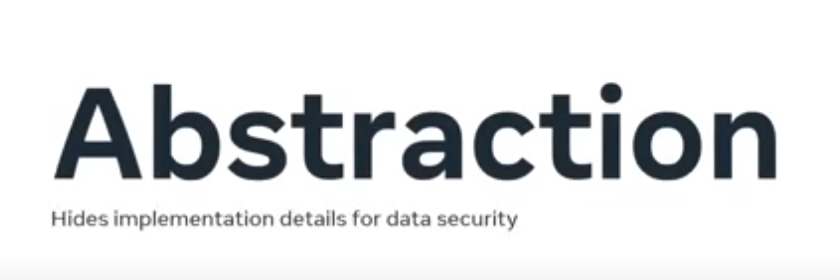 Abstraction
Hides implementation details for data security